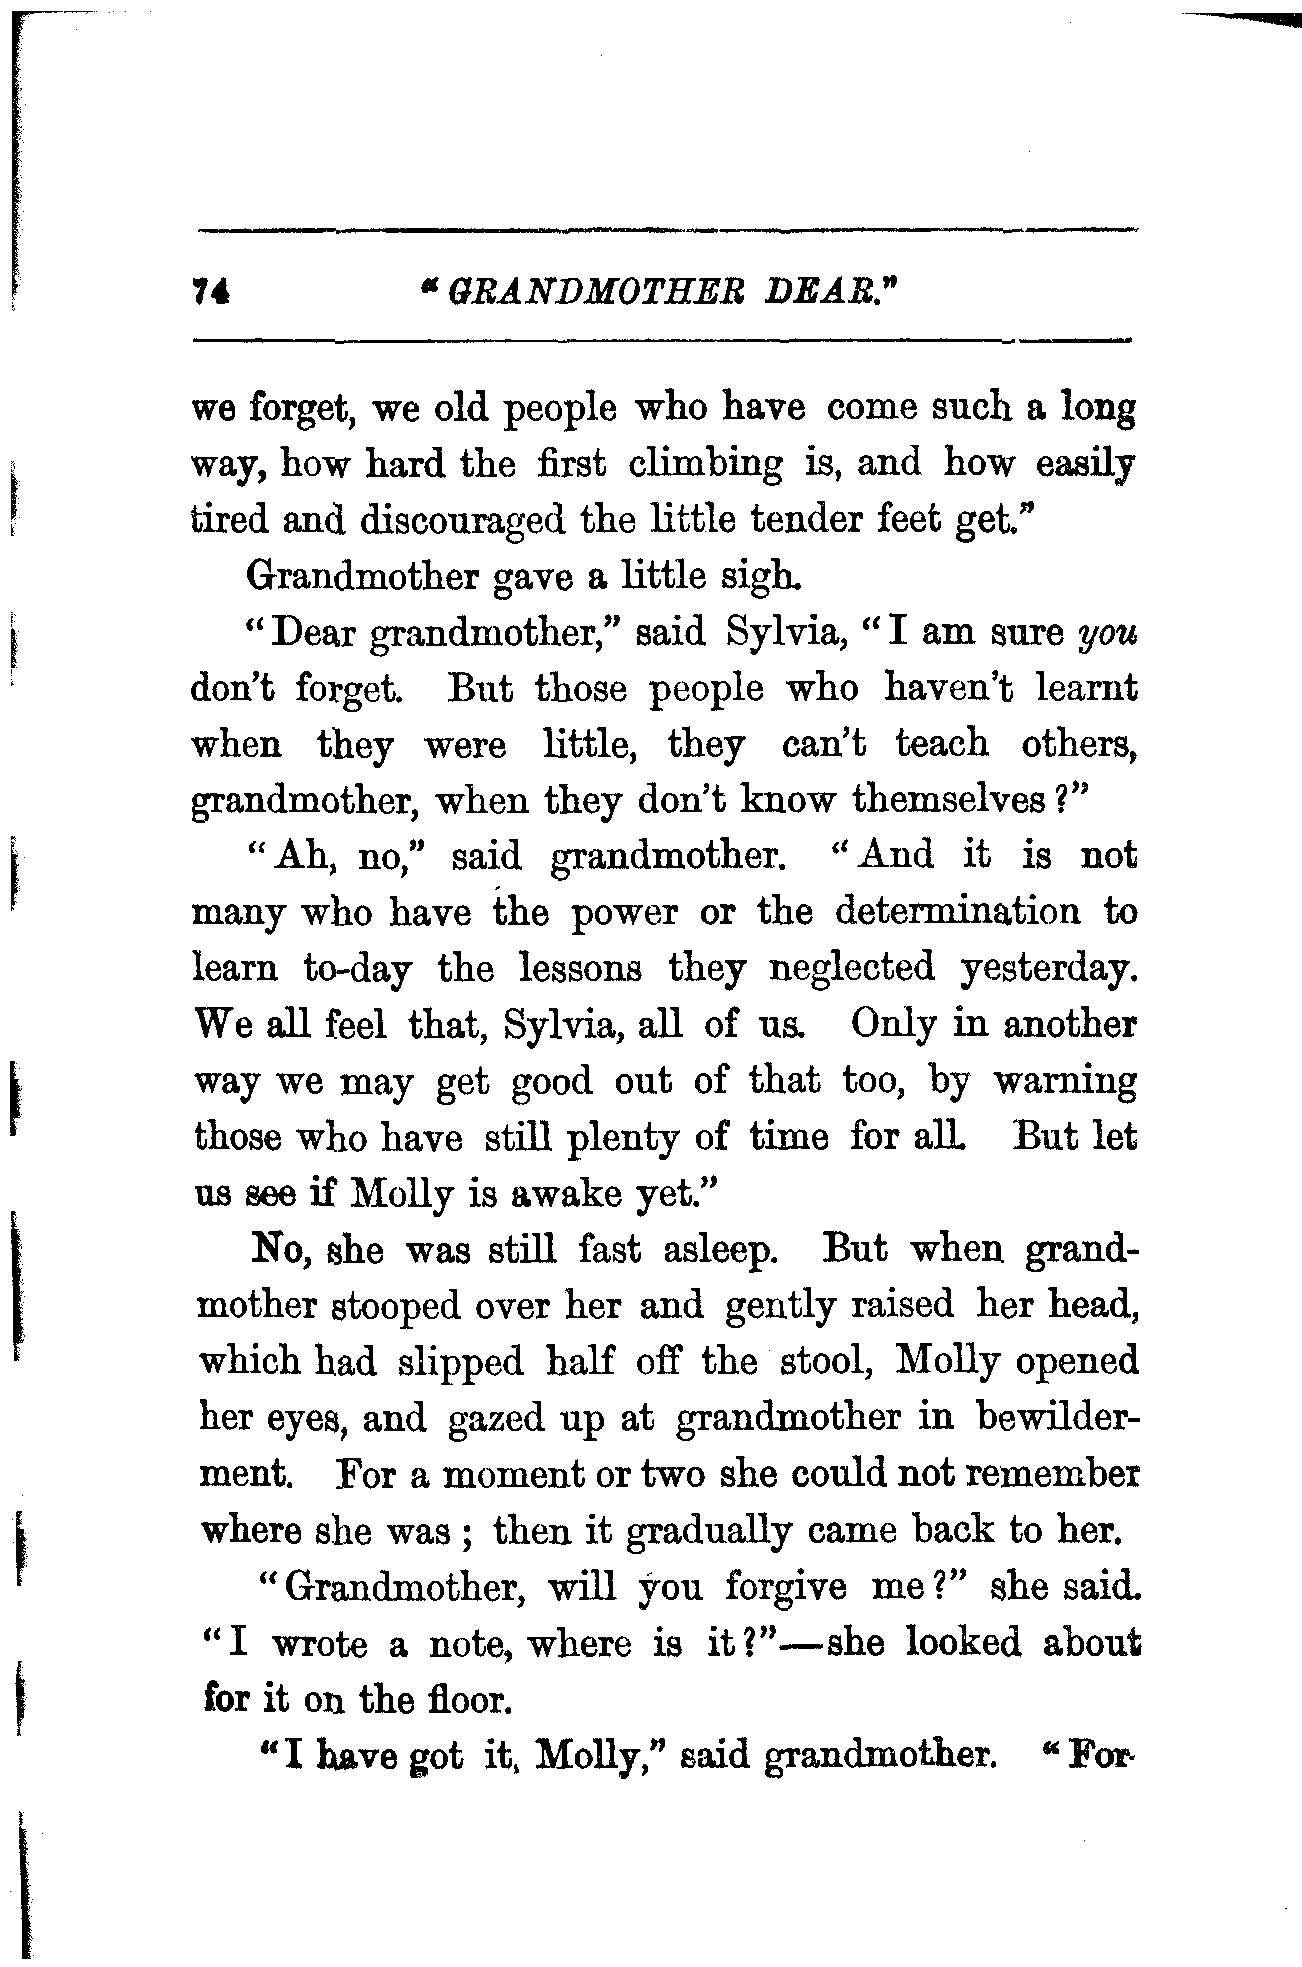 74 "GRANDMOTHER DEAR."
we forget, we old people who have come such a long
way, how hard the first climbing is, and how easily
tired and discouraged the little tender feet get."
Grandmother gave a little sigh.
"Dear grandmother," said Sylvia, "I am sure you
don't forget. But those people who haven't learnt
when they were little, they can't teach others,
grandmother, when they don't know themselves?"
"Ah, no," said grandmother. "And it is not
many who have the power or the determination to
learn to-day the lessons they neglected yesterday.
We all feel that, Sylvia, all of us. Only in another
way we may get good out of that too, by warning
those who have still plenty of time for all. But let
us see if Molly is awake yet."
No, she was still fast asleep. But when grand-
mother stooped over her and gently raised her head,
which had slipped half off the stool, Molly opened
her eyes, and gazed up at grandmother in bewilder-
ment. For a moment or two she could not remember
where she was; then it gradually came back to her.
"Grandmother, will you forgive me?" she said.
"I wrote a note, where is it?"—she looked about
for it on the floor.
"I have got it, Molly," said grandmother. "For-